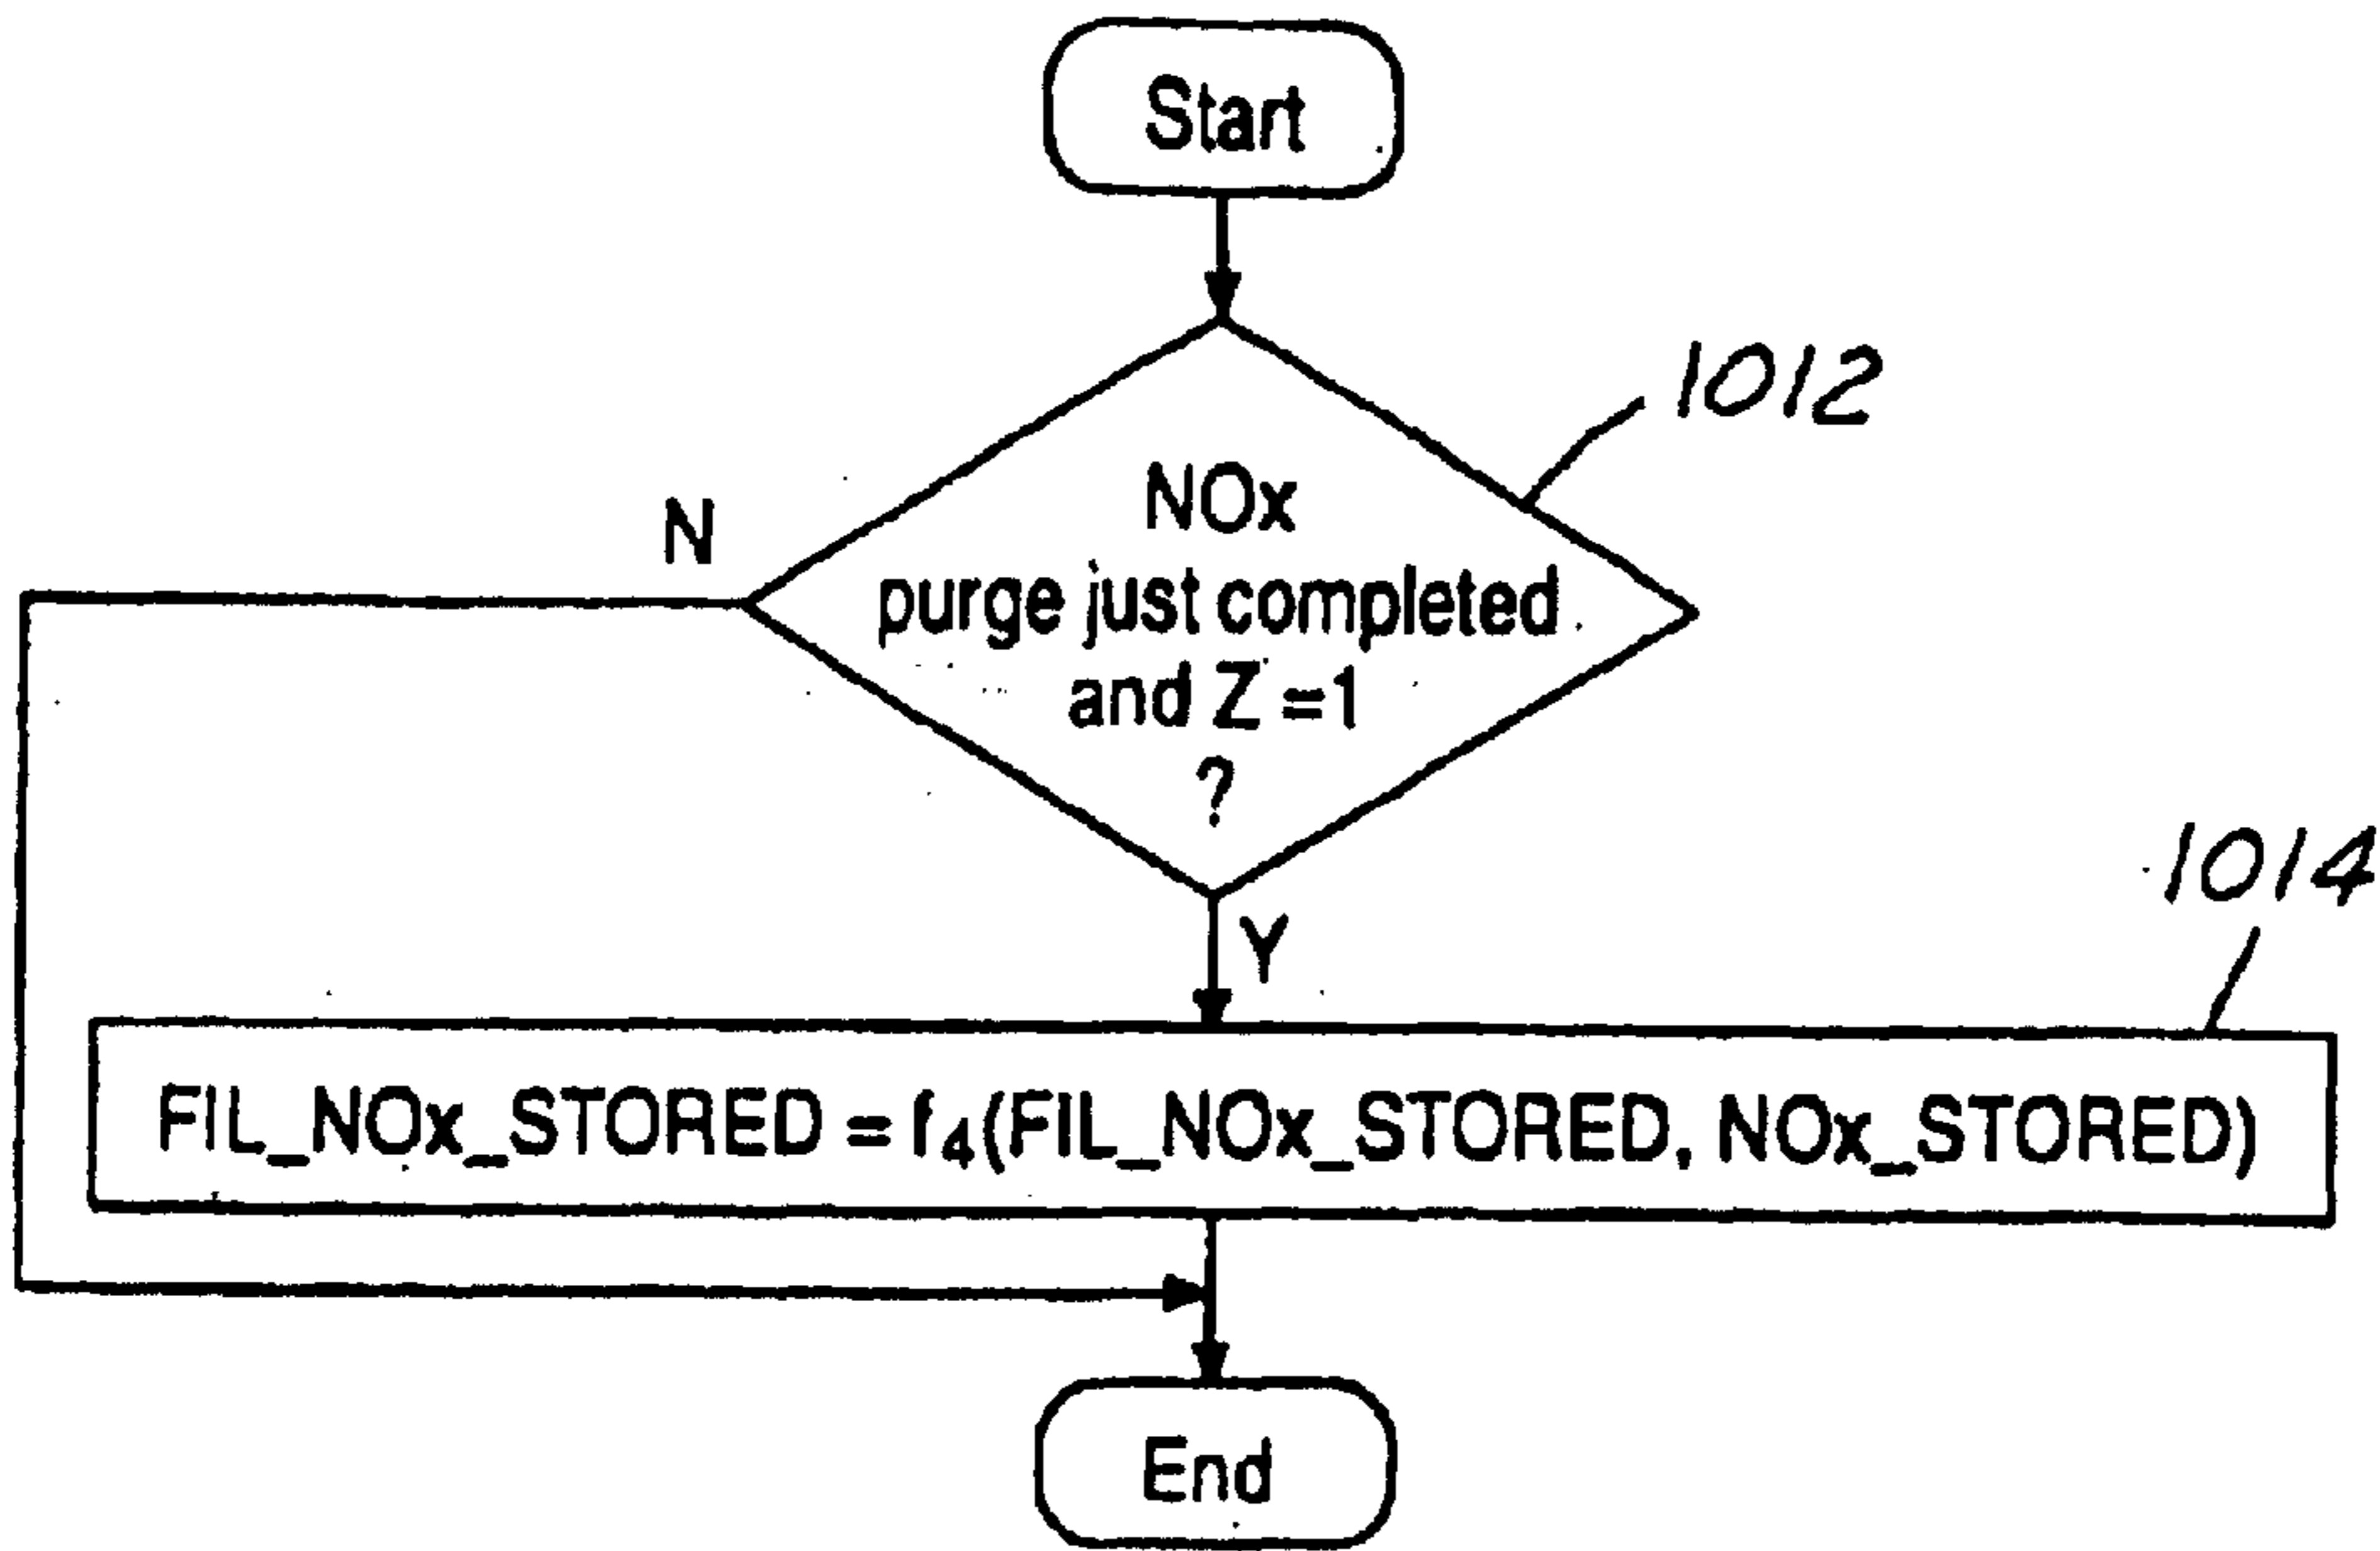 Start
1012
N
NOx
purge just completed
and Z=1
?
Y
1014
FIL_NOx_STORED = f4(FIL_NOx_STORED, NOx_STORED)
End